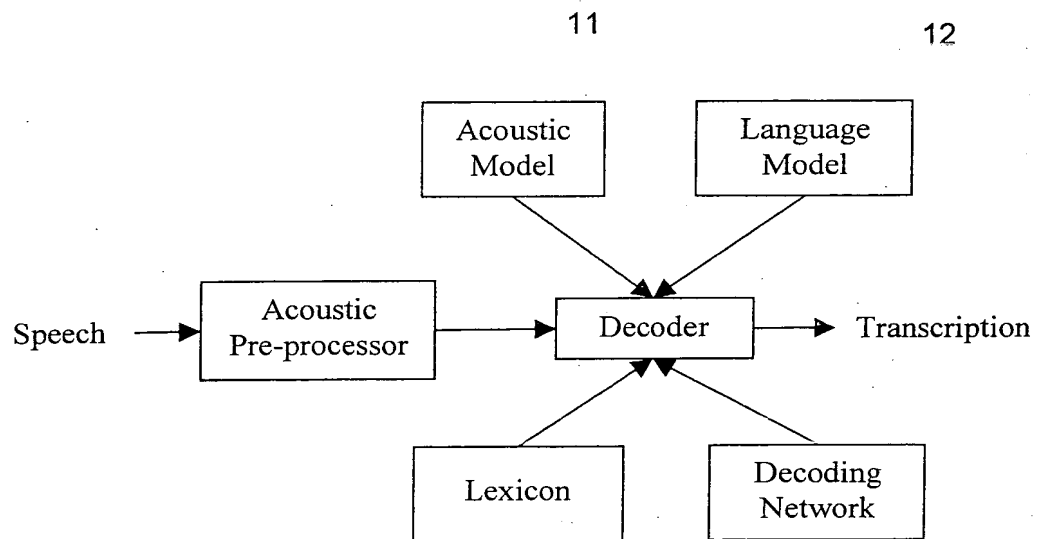 11
12
Acoustic
Model
Language
Model
Speech
Acoustic
Pre-processor
Decoder
Transcription
Lexicon
Decoding
Network